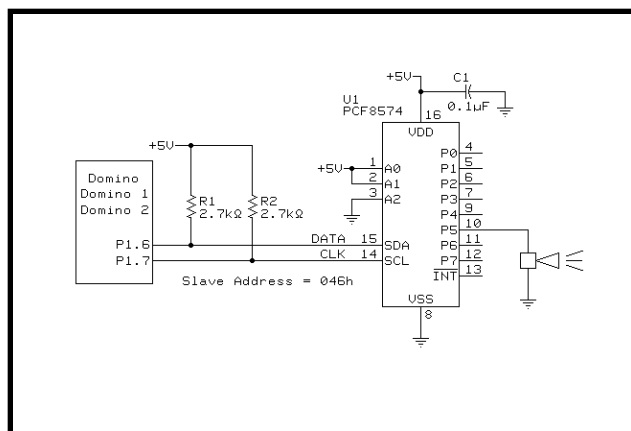 +5V
C1
0.1µF
U1
PCF8574
16
VDD
+5V
Domino
Domino 1
Domino 2
P1.6
P1.7
R1
2.7kΩ
R2
2.7kΩ
DATA
CLK
Slave Address = 046h
+5V
1 A0
2 A1
3 A2
15 SDA
14 SCL
P0 4
P1 5
P2 6
P3 7
P4 9
P5 10
P6 11
P7 12
INT 13
VSS
8